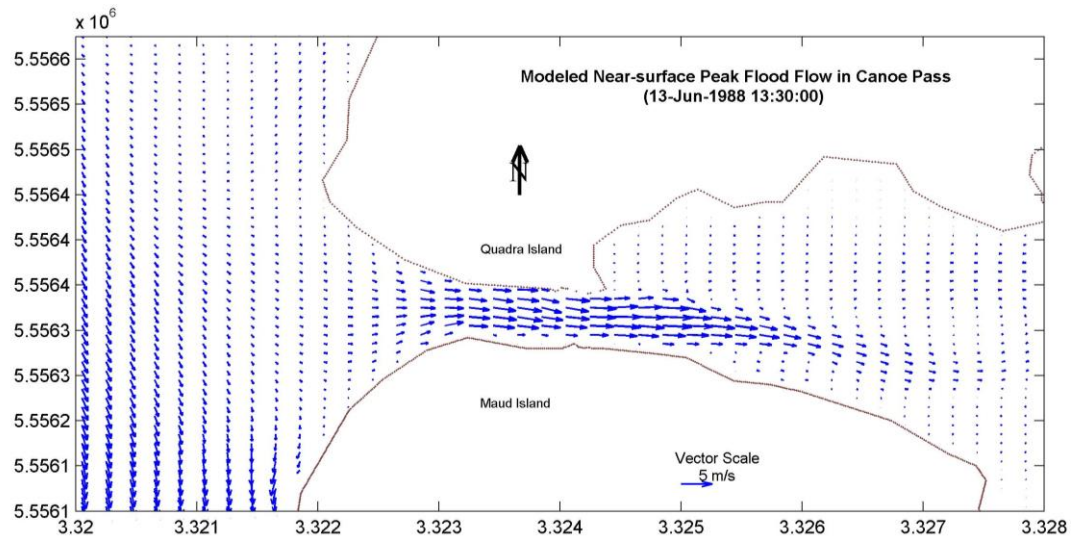 x 10⁶
5.5566
5.5565
5.5565
5.5564
5.5564
5.5564
5.5563
5.5563
5.5562
5.5561
5.5561
Modeled Near-surface Peak Flood Flow in Canoe Pass
(13-Jun-1988 13:30:00)
N
Quadra Island
Maud Island
Vector Scale
5 m/s
3.32 3.321 3.322 3.323 3.324 3.325 3.326 3.327 3.328